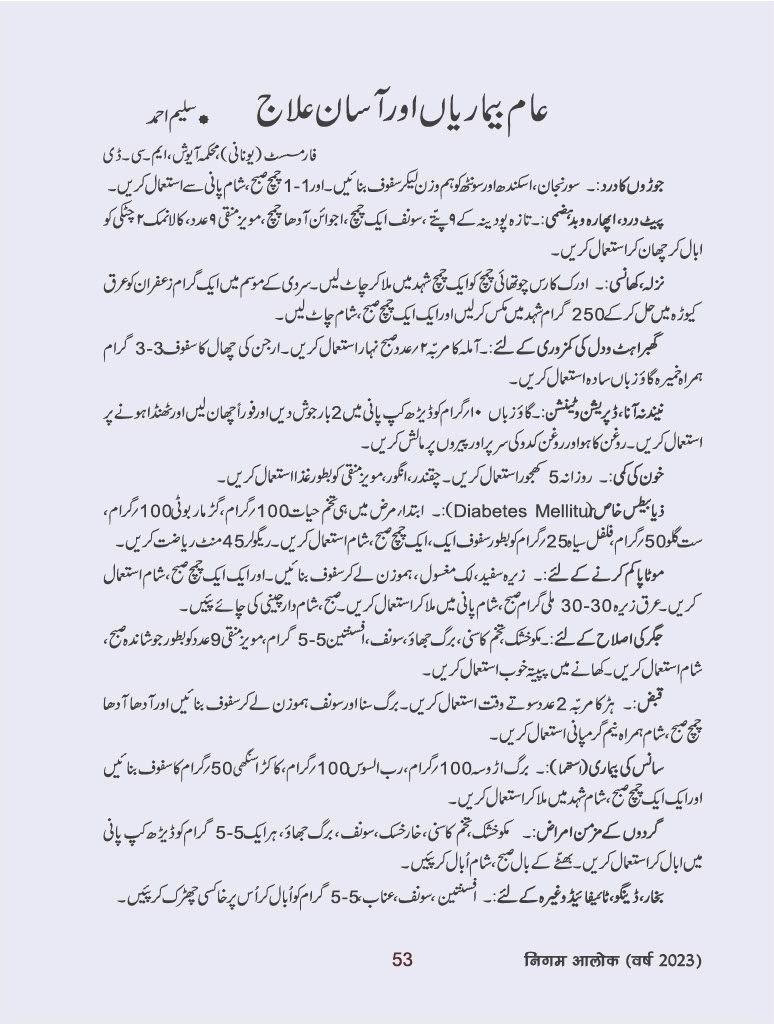 عام بیماریاں اور آسان علاج
• سلیم احمد
فارمسٹ (یونانی)، محکمہ آیوش، ایم۔سی۔ڈی
جوڑوں کا درد:۔ سورنجان، اسکندھ اور سونٹھ کو ہم وزن لیکر سفوف بنائیں۔ اور 1-1 چمچ صبح، شام پانی سے استعمال کریں۔
پیٹ درد، اپھارہ و بدہضمی:۔ تازہ پودینہ کے ۹ پتے، سونف ایک چمچ، اجوائن آدھا چمچ، مویز منقی ۹ عدد، کالا نمک ۲ چٹکی کو
ابال کر چھان کر استعمال کریں۔
نزلہ، کھانسی:۔ ادرک کا رس چوتھائی چمچ کو ایک چمچ شہد میں ملا کر چاٹ لیں۔ سردی کے موسم میں ایک گرام زعفران کو عرق
کیوڑہ میں حل کر کے 250 گرام شہد میں مکس کر لیں اور ایک ایک چمچ صبح، شام چاٹ لیں۔
گھبراہٹ و دل کی کمزوری کے لئے:۔ آملہ کا مربّہ ۲؍عدد صبح نہار استعمال کریں۔ ارجن کی چھال کا سفوف 3-3 گرام
ہمراہ خمیرہ گاؤزباں سادہ استعمال کریں۔
نیند نہ آنا، ڈپریشن و ٹینشن:۔ گاؤزباں ۱۰؍گرام کو ڈیڑھ کپ پانی میں 2 بار جوش دیں اور فوراً چھان لیں اور ٹھنڈا ہونے پر
استعمال کریں۔ روغن کاہو اور روغن کدو کی سر پر اور پیروں پر مالش کریں۔
خون کی کمی:۔ روزانہ 5 کھجور استعمال کریں۔ چقندر، انگور، مویز منقی کو بطور غذا استعمال کریں۔
ذیابیطس خاص (Diabetes Mellitur):۔ ابتداء مرض میں ہی تخم حیات 100؍گرام، گڑمار بوٹی 100؍گرام،
ست گلو 50؍گرام، فلفل سیاہ 25؍گرام کو بطور سفوف ایک، ایک چمچ صبح، شام استعمال کریں۔ ریگولر 45 منٹ ریاضت کریں۔
موٹاپا کم کرنے کے لئے:۔ زیرہ سفید، لک مغسول، ہموزن لے کر سفوف بنائیں۔ اور ایک ایک چمچ صبح، شام استعمال
کریں۔ عرق زیرہ 30-30 ملی گرام صبح، شام پانی میں ملا کر استعمال کریں۔ صبح، شام دارچینی کی چائے پئیں۔
جگر کی اصلاح کے لئے:۔ مکوخشک، تخم کاسنی، برگ جھاؤ، سونف، افسنتین 5-5 گرام، مویز منقی 9 عدد کو بطور جوشاندہ صبح،
شام استعمال کریں۔ کھانے میں پپیتہ خوب استعمال کریں۔
قبض:۔ ہڑ کا مربّہ 2 عدد سوتے وقت استعمال کریں۔ برگ سنا اور سونف ہموزن لے کر سفوف بنائیں اور آدھا آدھا
چمچ صبح، شام ہمراہ نیم گرم پانی استعمال کریں۔
سانس کی بیماری (استھما):۔ برگ اڑوسہ 100؍گرام، رب السوس 100؍گرام، کاکڑاسنگھی 50؍گرام کا سفوف بنائیں
اور ایک ایک چمچ صبح، شام شہد میں ملا کر استعمال کریں۔
گردوں کے مزمن امراض:۔ مکوخشک، تخم کاسنی، خارخسک، سونف، برگ جھاؤ، ہر ایک 5-5 گرام کو ڈیڑھ کپ پانی
میں ابال کر استعمال کریں۔ بھٹے کے بال صبح، شام اُبال کر پئیں۔
بخار، ڈینگو، ٹائیفائیڈ وغیرہ کے لئے:۔ افسنتین، سونف، عناب، 5-5 گرام کو اُبال کر اُس پر خاکسی چھڑک کر پئیں۔
53
निगम आलोक (वर्ष 2023)